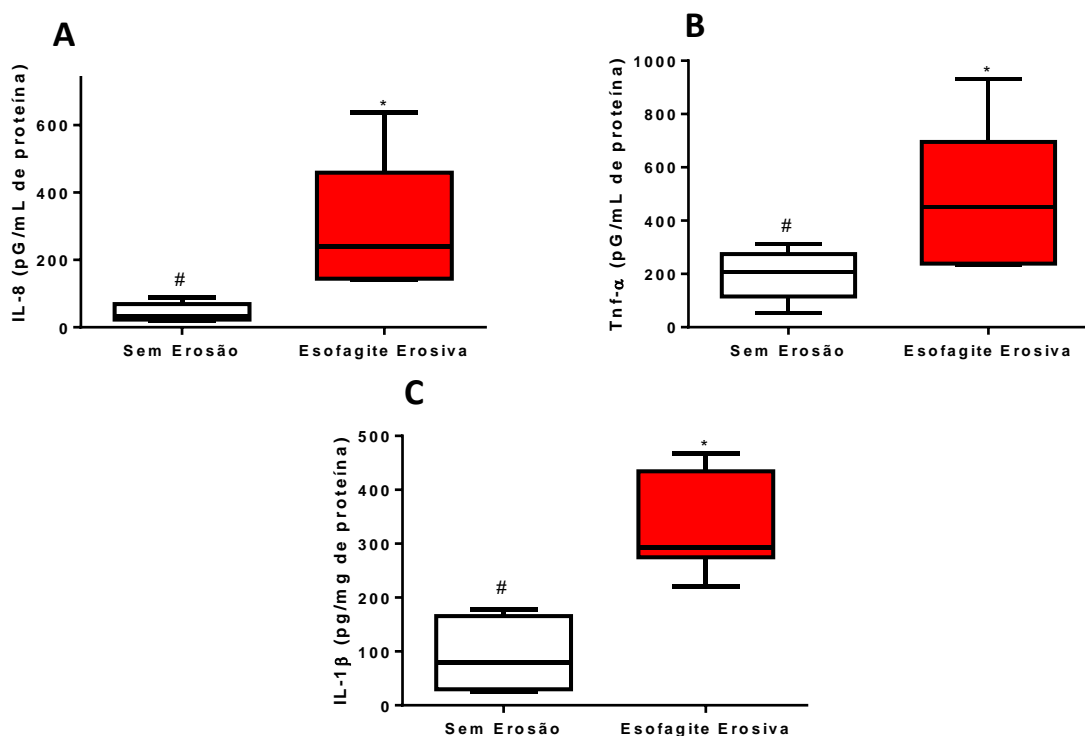 A
IL-8 (pG/mL de proteína)
600
400
200
0
#
*
Sem Erosão
Esofagite Erosiva
B
Tnf-α (pG/mL de proteína)
1000
800
600
400
200
0
#
*
Sem Erosão
Esofagite Erosiva
C
IL-1β (pg/mg de proteína)
500
400
300
200
100
0
#
*
Sem Erosão
Esofagite Erosiva